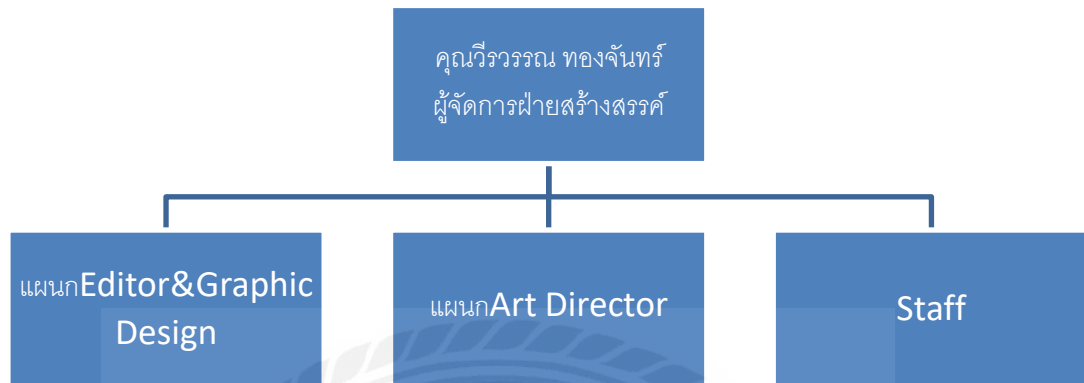 คุณวีรวรรณ ทองจันทร์
ผู้จัดการฝ่ายสร้างสรรค์
แผนกEditor&Graphic
Design
แผนกArt Director
Staff